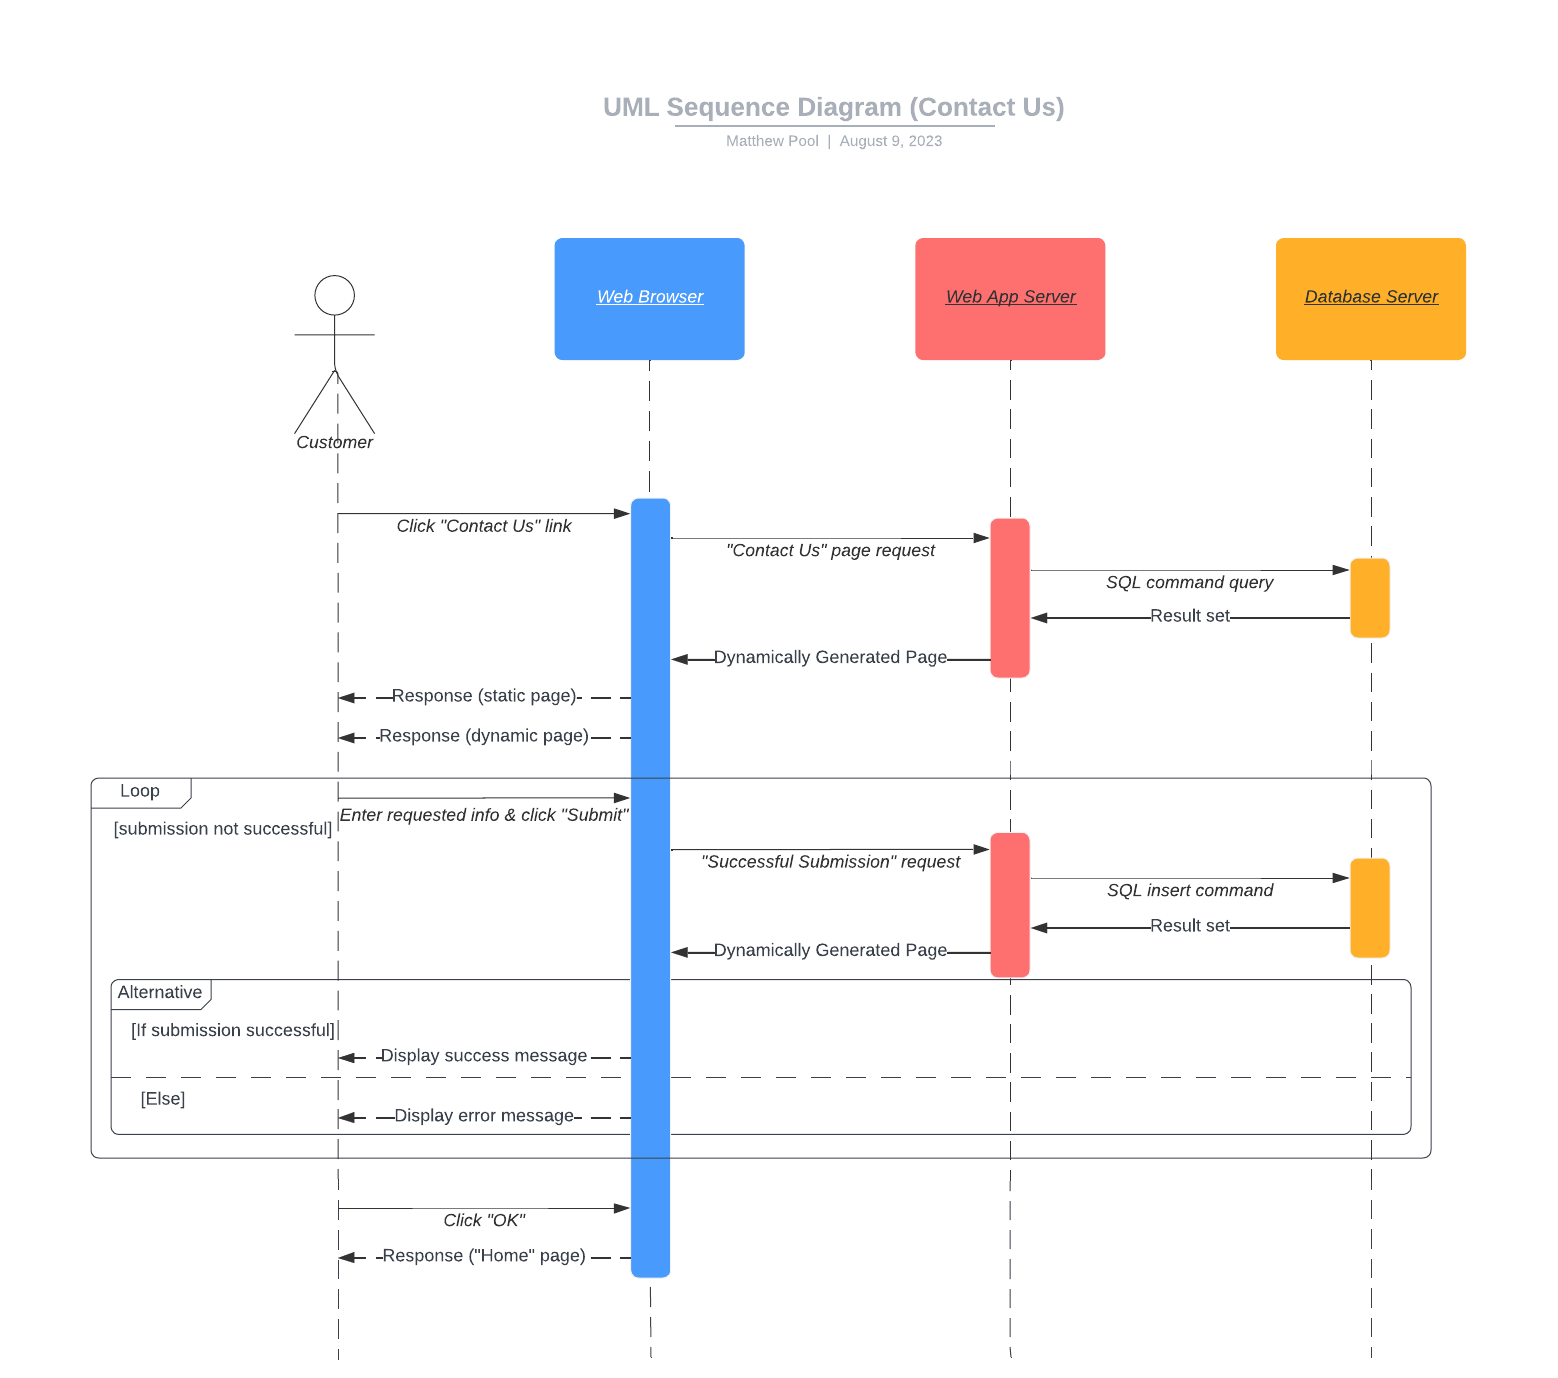 UML Sequence Diagram (Contact Us)
Matthew Pool | August 9, 2023
Web Browser
Web App Server
Database Server
Customer
Click "Contact Us" link
"Contact Us" page request
SQL command query
Result set
Dynamically Generated Page
Response (static page)
Response (dynamic page)
Loop
Enter requested info & click "Submit"
[submission not successful]
"Successful Submission" request
SQL insert command
Result set
Dynamically Generated Page
Alternative
[If submission successful]
Display success message
[Else]
Display error message
Click "OK"
Response ("Home" page)